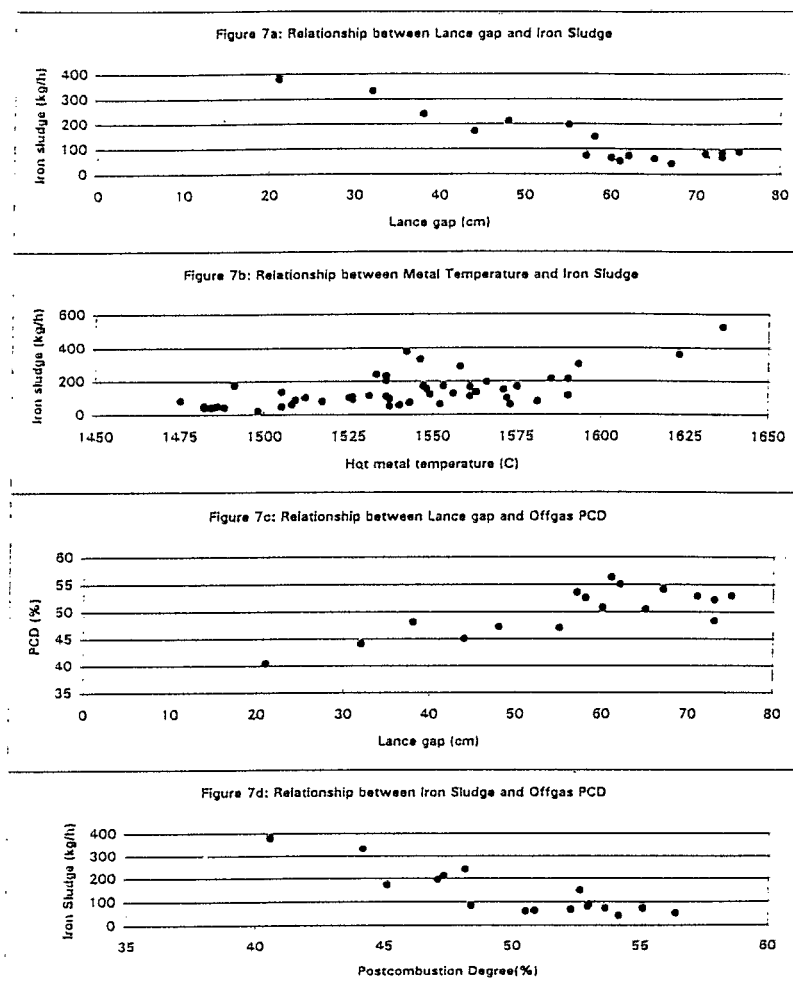 Figure 7a: Relationship between Lance gap and Iron Sludge
400
300
200
100
0
Iron sludge (kg/h)
0 10 20 30 40 50 60 70 80
Lance gap (cm)
Figure 7b: Relationship between Metal Temperature and Iron Sludge
600
400
200
0
Iron sludge (kg/h)
1450 1475 1500 1525 1550 1575 1600 1625 1650
Hot metal temperature (C)
Figure 7c: Relationship between Lance gap and Offgas PCD
60
55
50
45
40
35
PCD (%)
0 10 20 30 40 50 60 70 80
Lance gap (cm)
Figure 7d: Relationship between Iron Sludge and Offgas PCD
400
300
200
100
0
Iron Sludge (kg/h)
35 40 45 50 55 60
Postcombustion Degree(%)